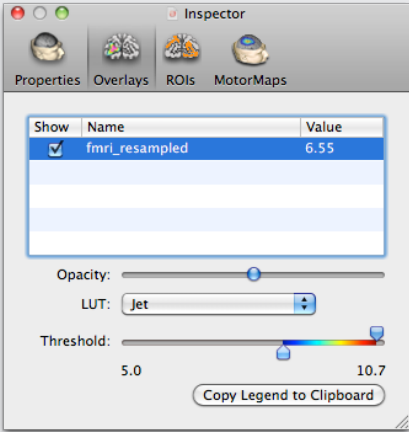 Inspector
Properties Overlays ROIs MotorMaps
Show Name Value
fmri_resampled 6.55
Opacity:
LUT: Jet
Threshold:
5.0 10.7
Copy Legend to Clipboard